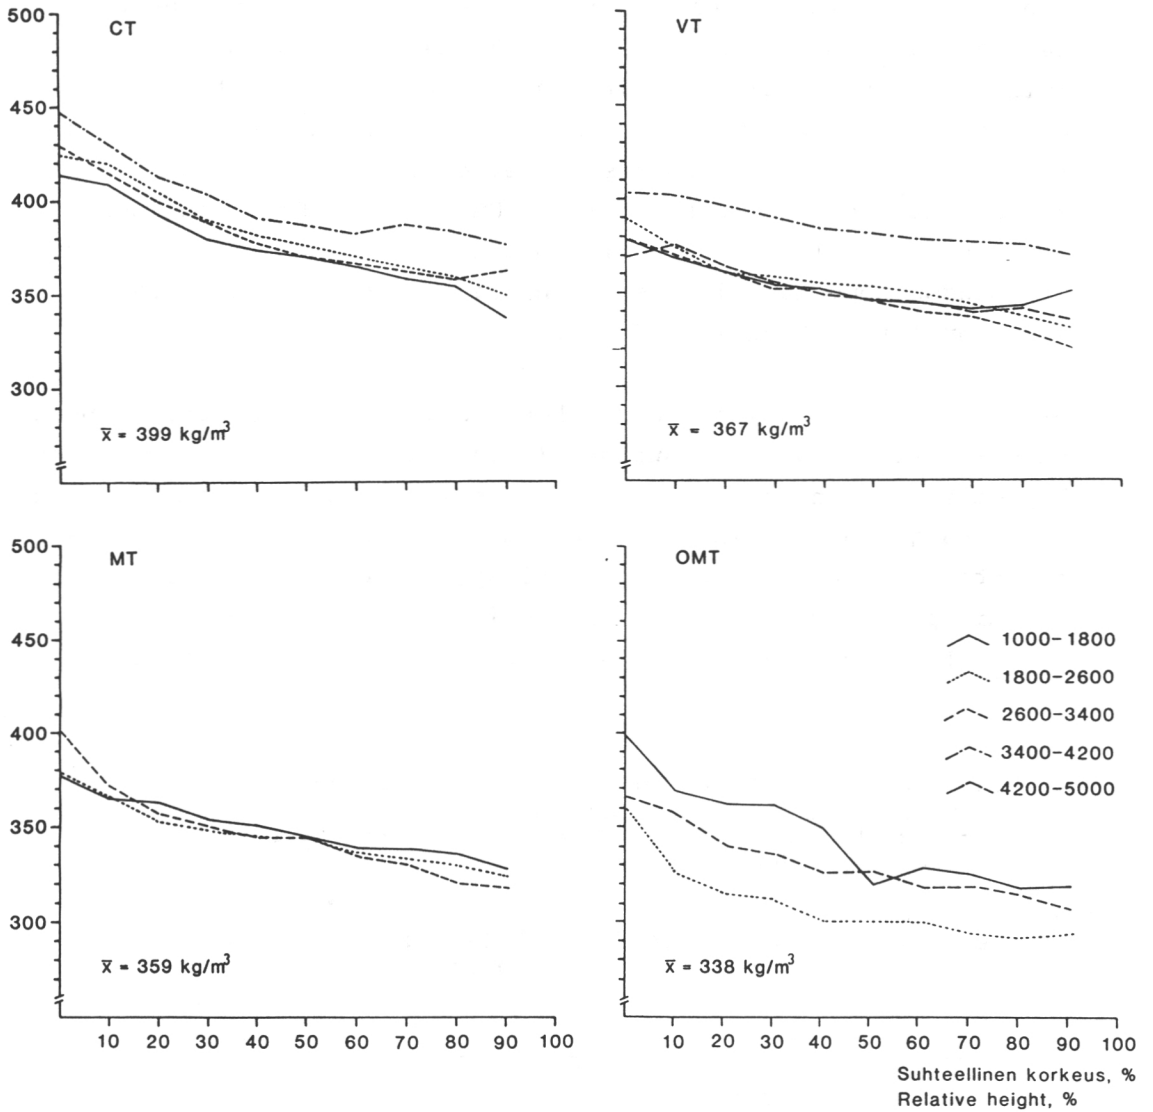 CT
VT
500
450
400
350
300
x̅ = 399 kg/m³
x̅ = 367 kg/m³
MT
OMT
500
450
400
350
300
1000-1800
1800-2600
2600-3400
3400-4200
4200-5000
x̅ = 359 kg/m³
x̅ = 338 kg/m³
10 20 30 40 50 60 70 80 90 100
10 20 30 40 50 60 70 80 90 100
Suhteellinen korkeus, %
Relative height, %